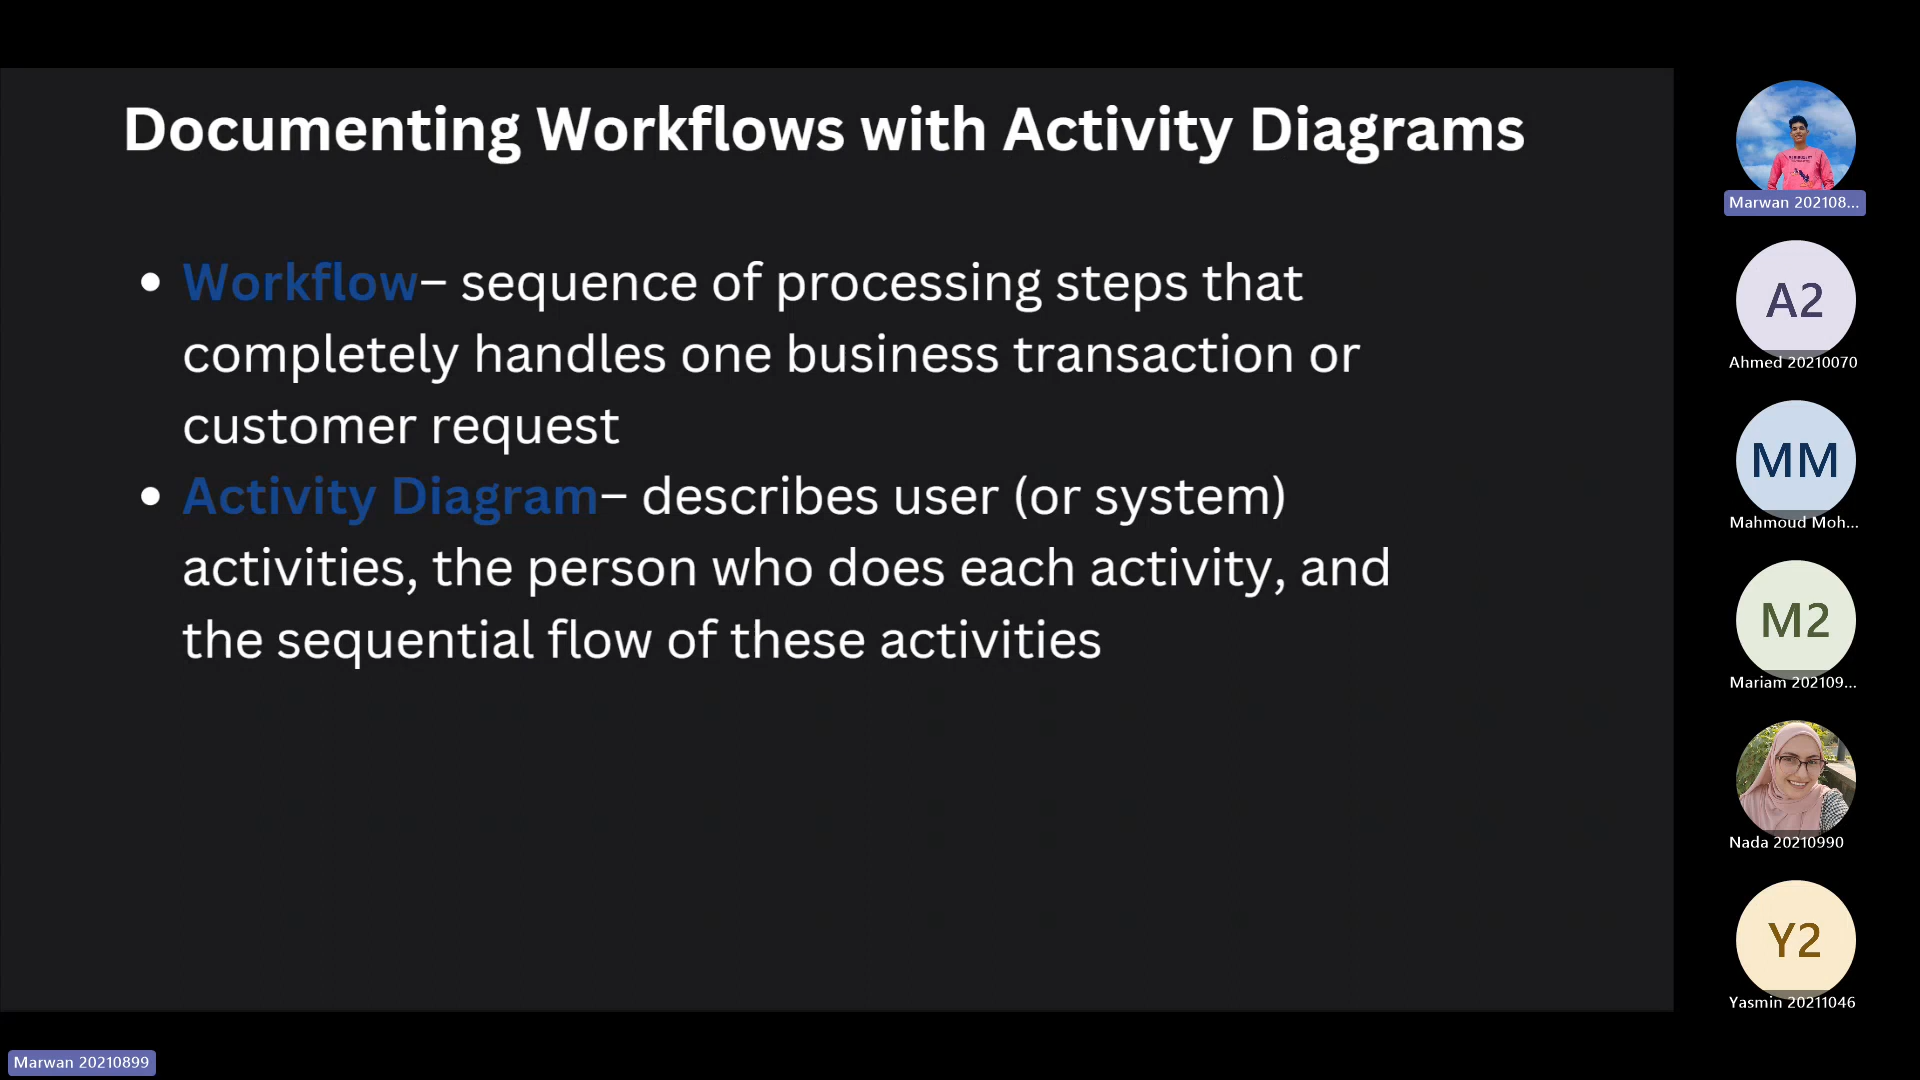 Documenting Workflows with Activity Diagrams
• Workflow– sequence of processing steps that
completely handles one business transaction or
customer request
• Activity Diagram– describes user (or system)
activities, the person who does each activity, and
the sequential flow of these activities
Marwan 202108...
A2
Ahmed 20210070
MM
Mahmoud Moh...
M2
Mariam 202109...
Nada 20210990
Y2
Yasmin 20211046
Marwan 20210899